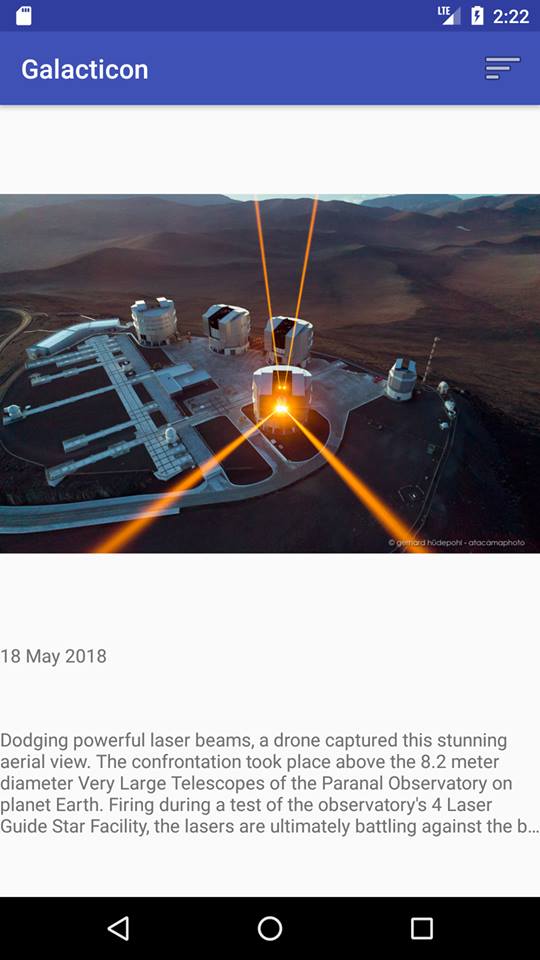 LTE 2:22
Galacticon
© gerhard hüdepohl - atacamaphoto
18 May 2018
Dodging powerful laser beams, a drone captured this stunning
aerial view. The confrontation took place above the 8.2 meter
diameter Very Large Telescopes of the Paranal Observatory on
planet Earth. Firing during a test of the observatory's 4 Laser
Guide Star Facility, the lasers are ultimately battling against the b...